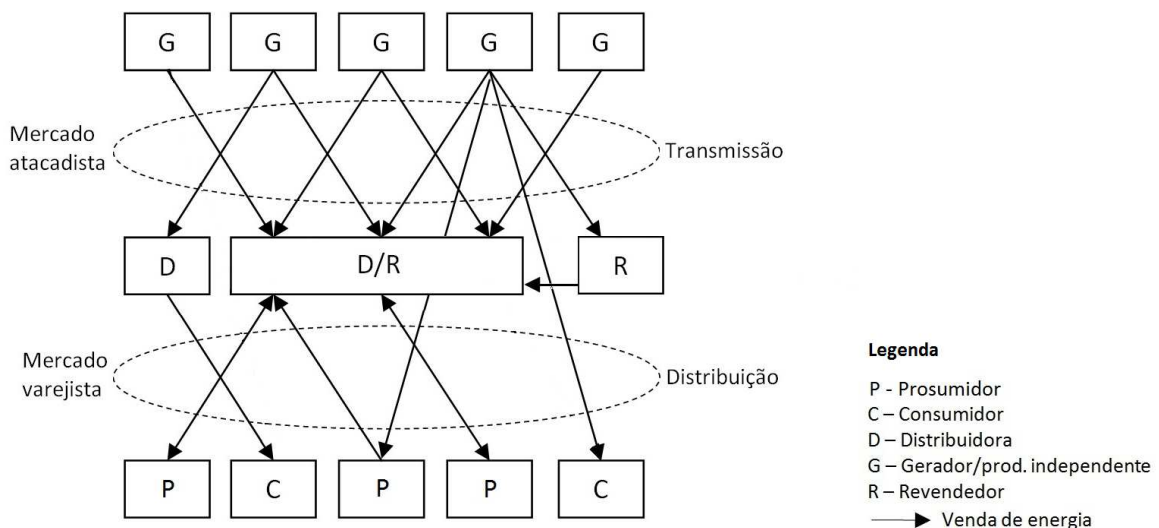 G G G G G
Mercado
atacadista
Transmissão
D D/R R
Mercado
varejista
Distribuição
P C P P C
Legenda
P - Prosumidor
C – Consumidor
D – Distribuidora
G – Gerador/prod. independente
R – Revendedor
Venda de energia